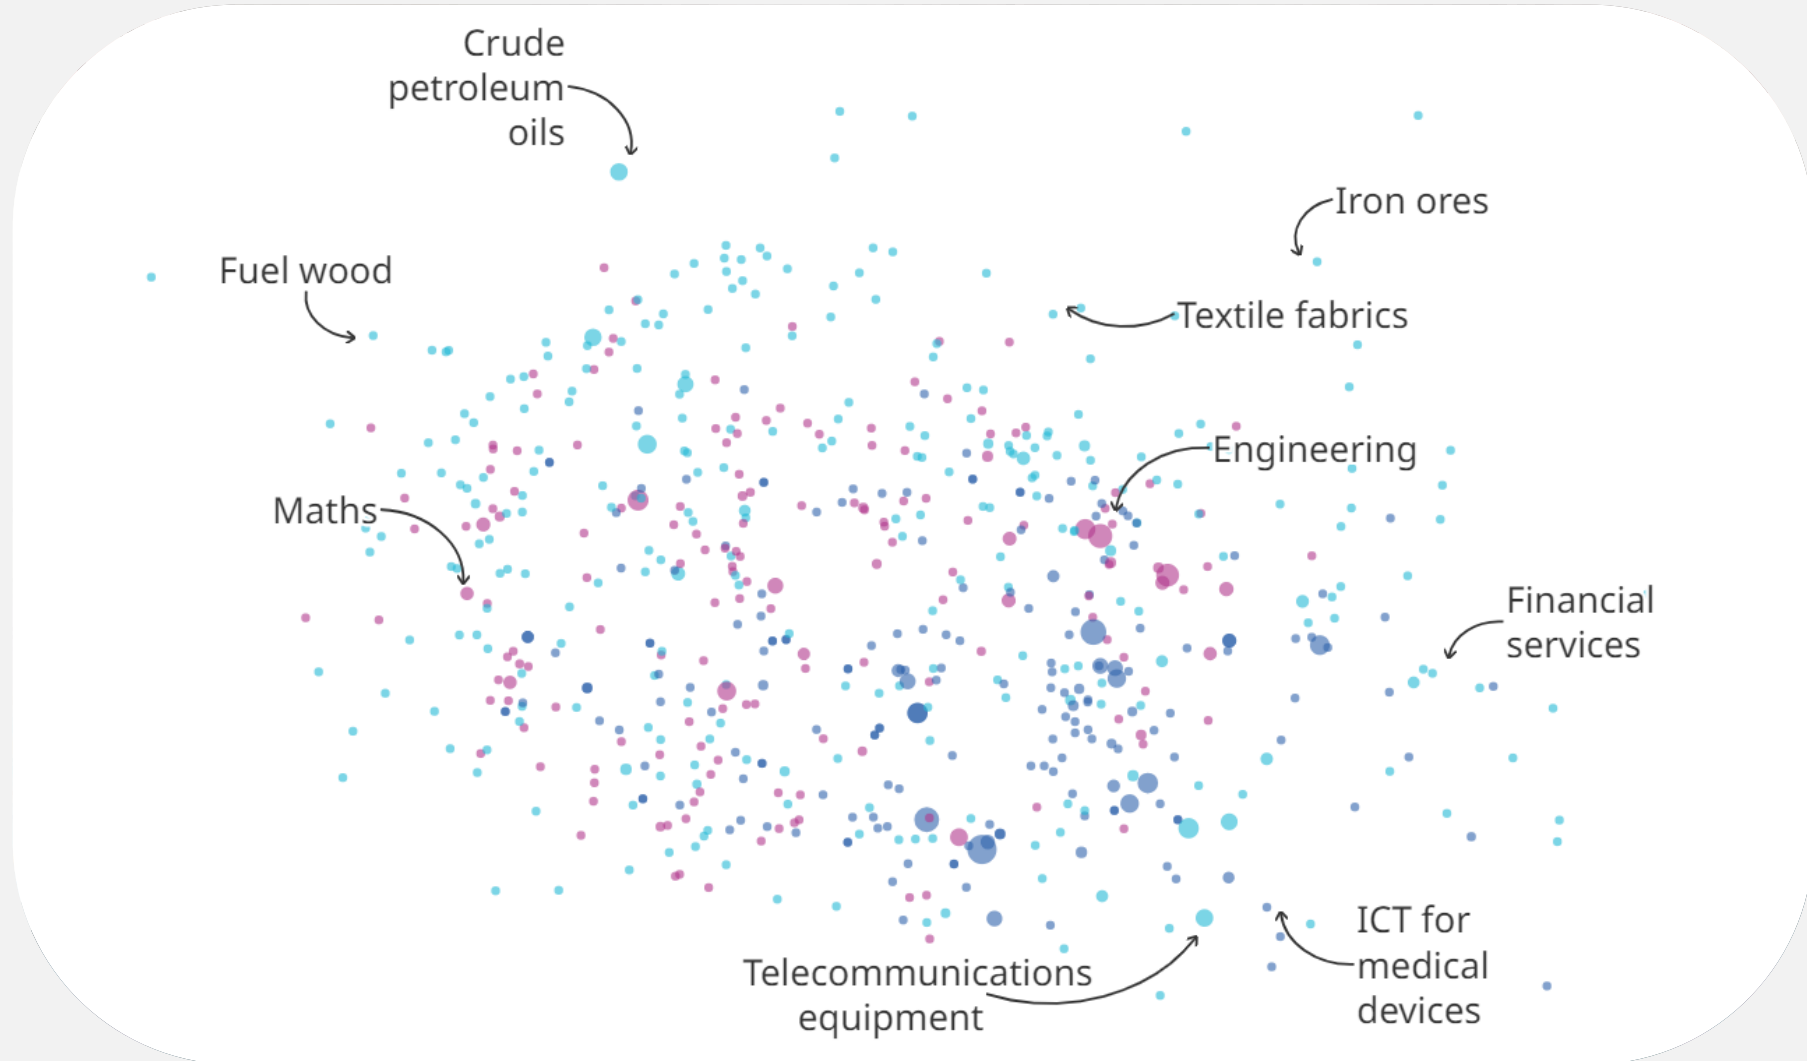 Crude
petroleum
oils
Iron ores
Fuel wood
Textile fabrics
Engineering
Maths
Financial
services
ICT for
medical
devices
Telecommunications
equipment